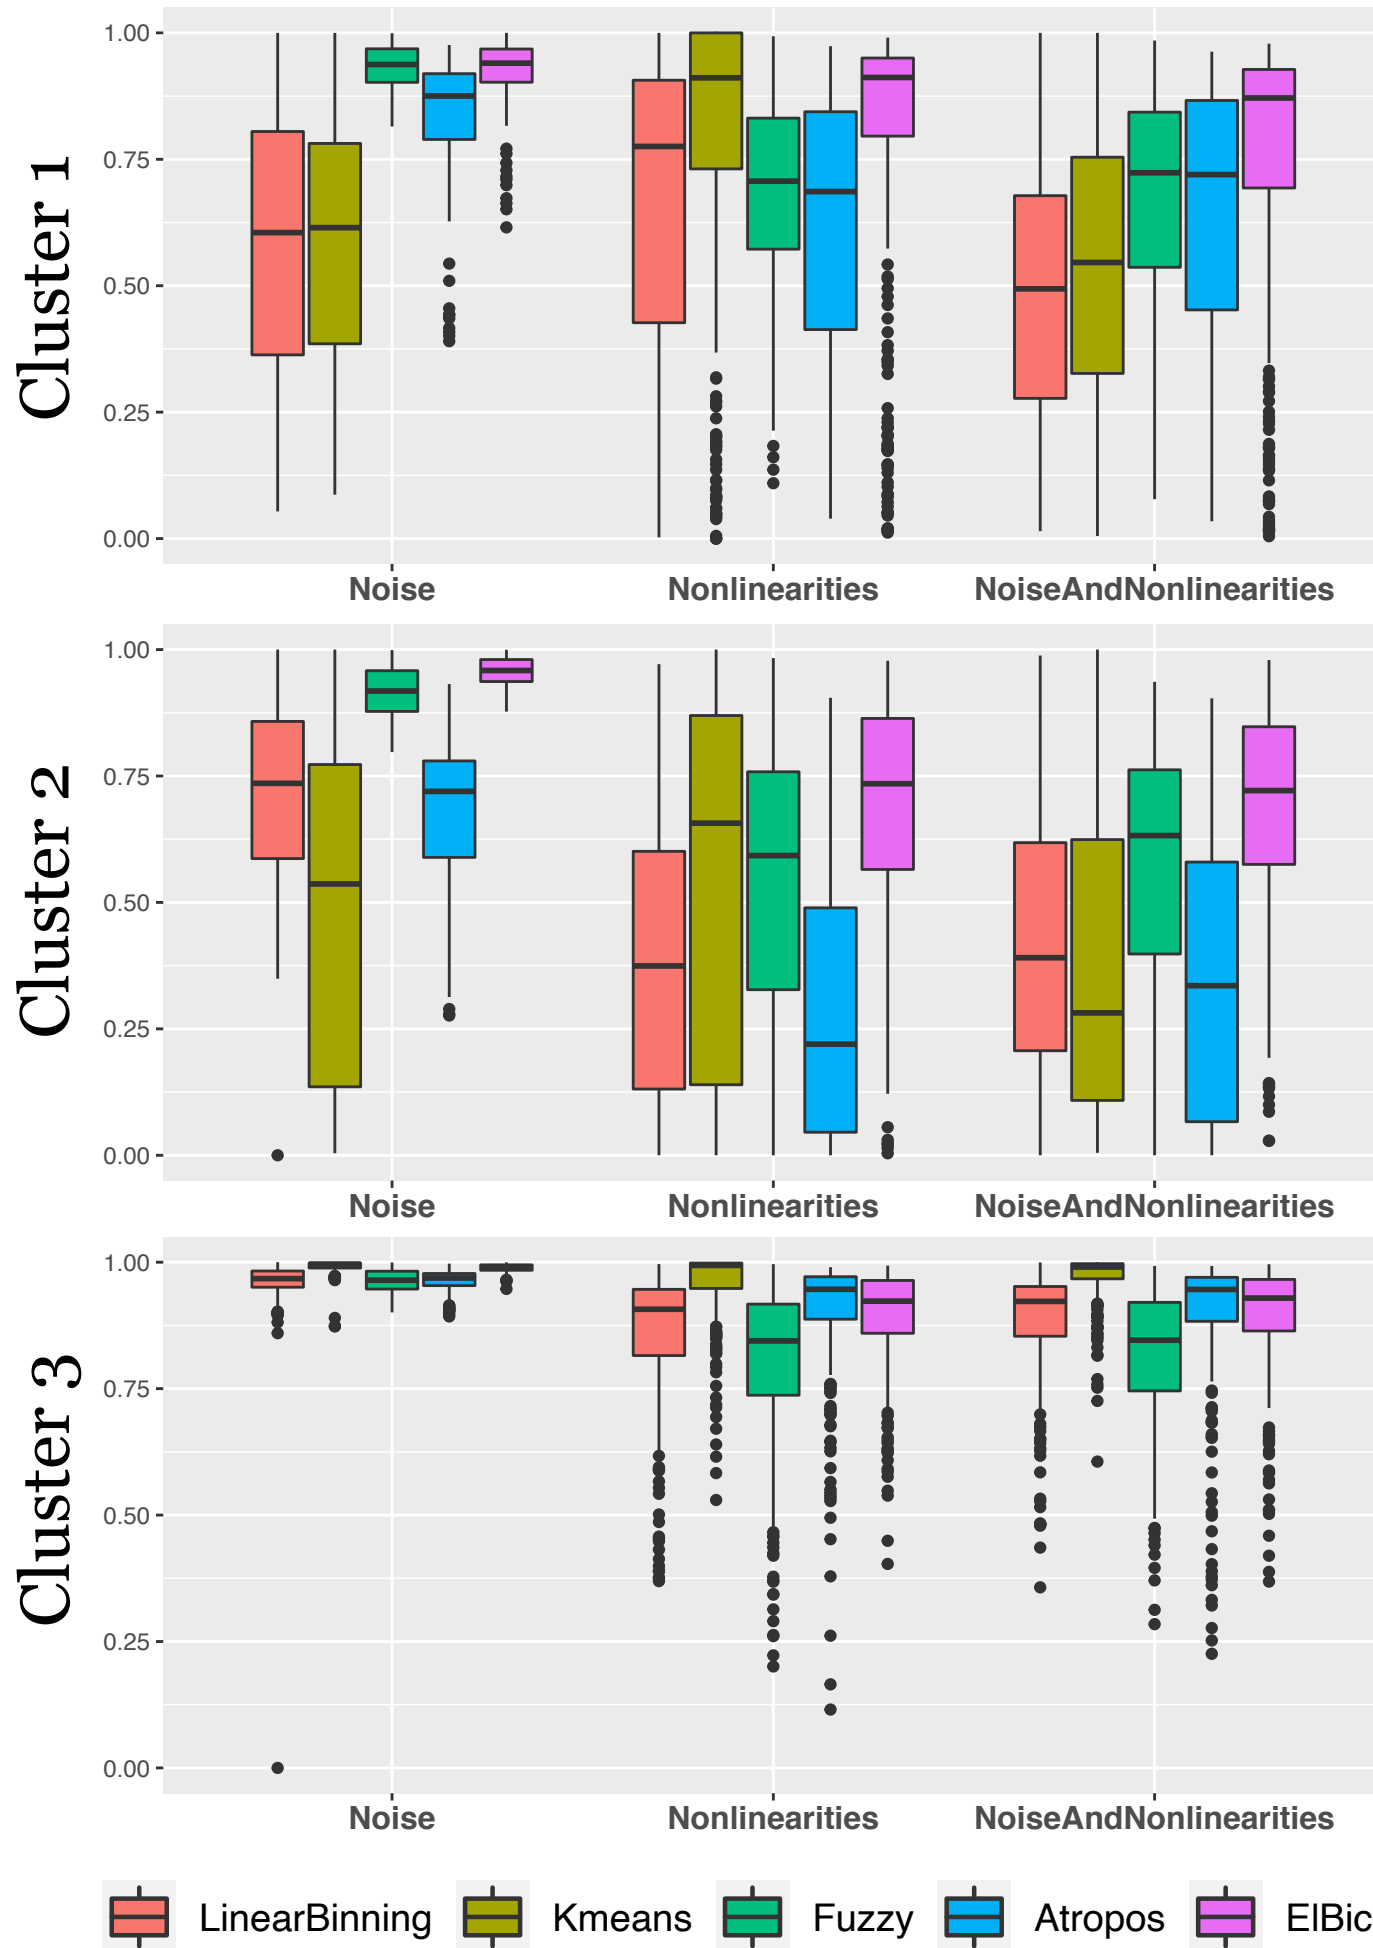 Cluster 1
1.00
0.75
0.50
0.25
0.00
Noise Nonlinearities NoiseAndNonlinearities
Cluster 2
1.00
0.75
0.50
0.25
0.00
Noise Nonlinearities NoiseAndNonlinearities
Cluster 3
1.00
0.75
0.50
0.25
0.00
Noise Nonlinearities NoiseAndNonlinearities
LinearBinning Kmeans Fuzzy Atropos ElBic